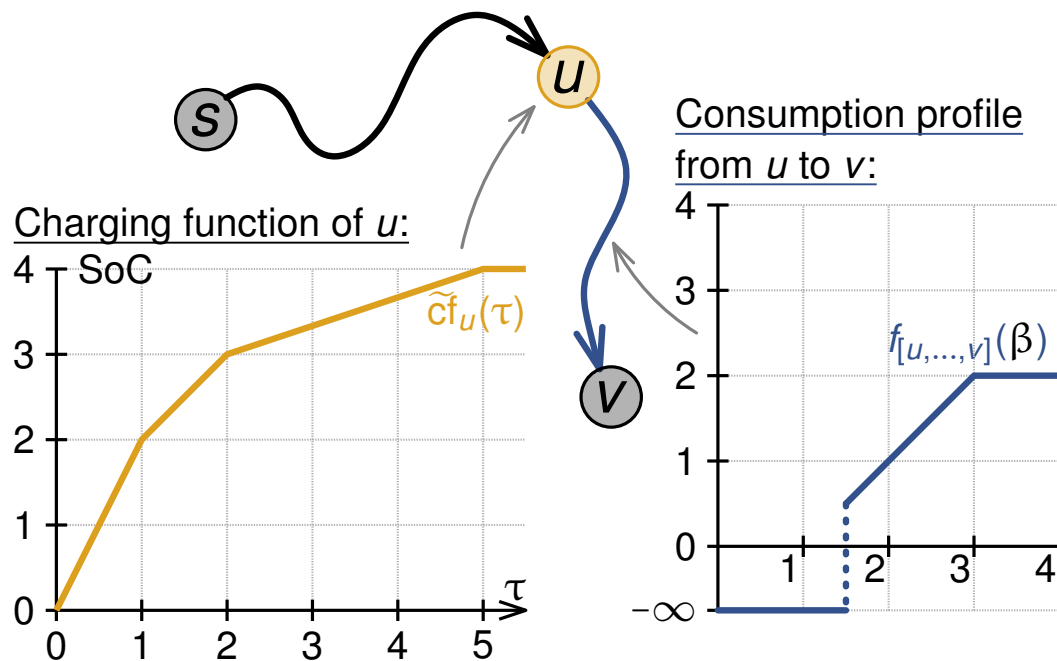 s
u
v
Consumption profile
from u to v:
Charging function of u:
SoC
c̃f_u(τ)
τ
4
3
2
1
0
0 1 2 3 4 5
f_[u,...,v](β)
4
3
2
1
0
−∞
1 2 3 4